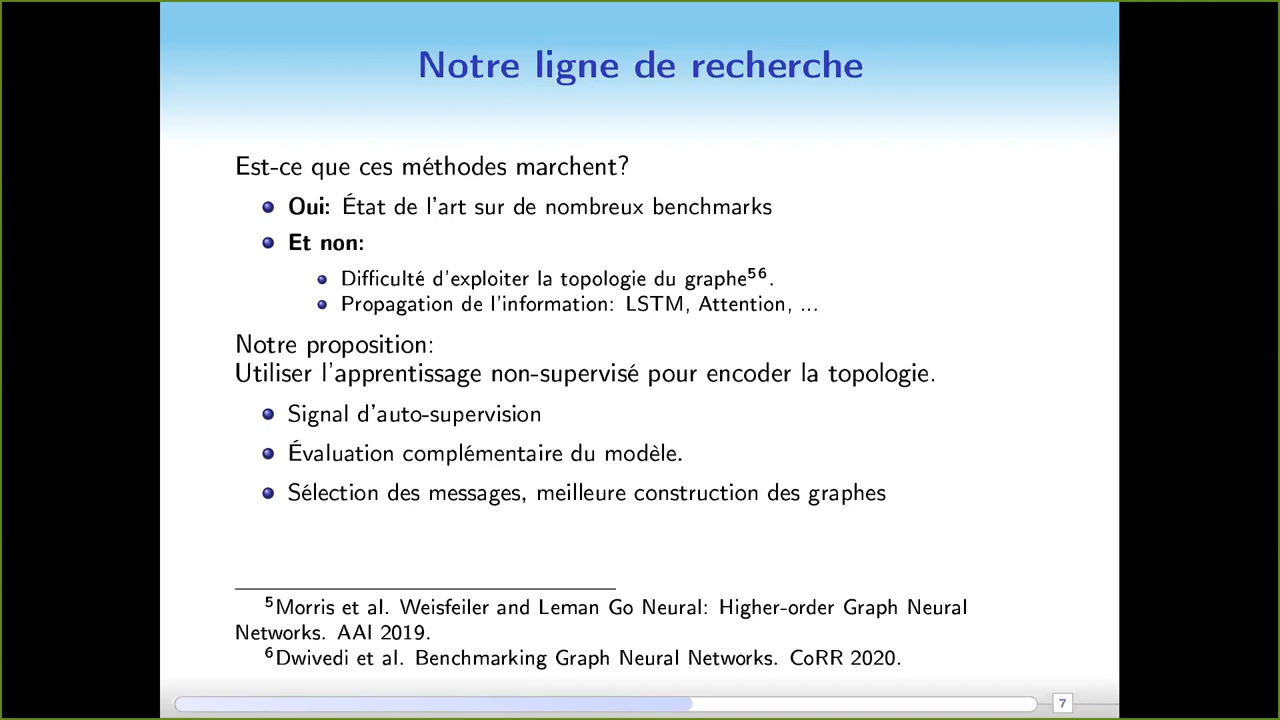 Notre ligne de recherche
Est-ce que ces méthodes marchent?
Oui: État de l'art sur de nombreux benchmarks
Et non:
Difficulté d'exploiter la topologie du graphe⁵⁶.
Propagation de l'information: LSTM, Attention, ...
Notre proposition:
Utiliser l'apprentissage non-supervisé pour encoder la topologie.
Signal d'auto-supervision
Évaluation complémentaire du modèle.
Sélection des messages, meilleure construction des graphes
⁵Morris et al. Weisfeiler and Leman Go Neural: Higher-order Graph Neural
Networks. AAI 2019.
⁶Dwivedi et al. Benchmarking Graph Neural Networks. CoRR 2020.
7